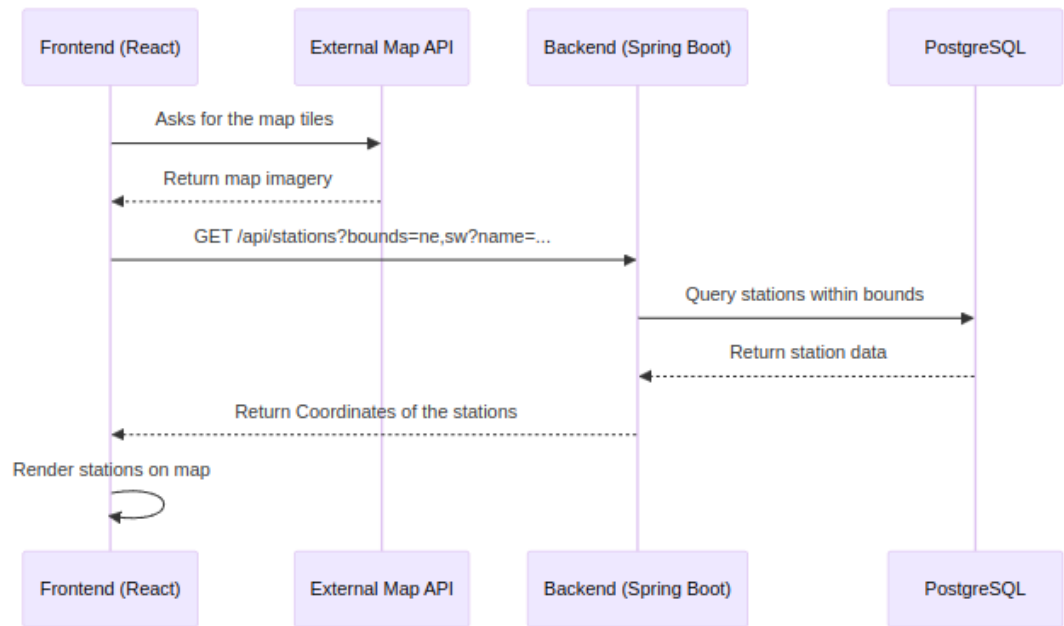 Frontend (React)
External Map API
Backend (Spring Boot)
PostgreSQL
Asks for the map tiles
Return map imagery
GET /api/stations?bounds=ne,sw?name=...
Query stations within bounds
Return station data
Return Coordinates of the stations
Render stations on map
Frontend (React)
External Map API
Backend (Spring Boot)
PostgreSQL